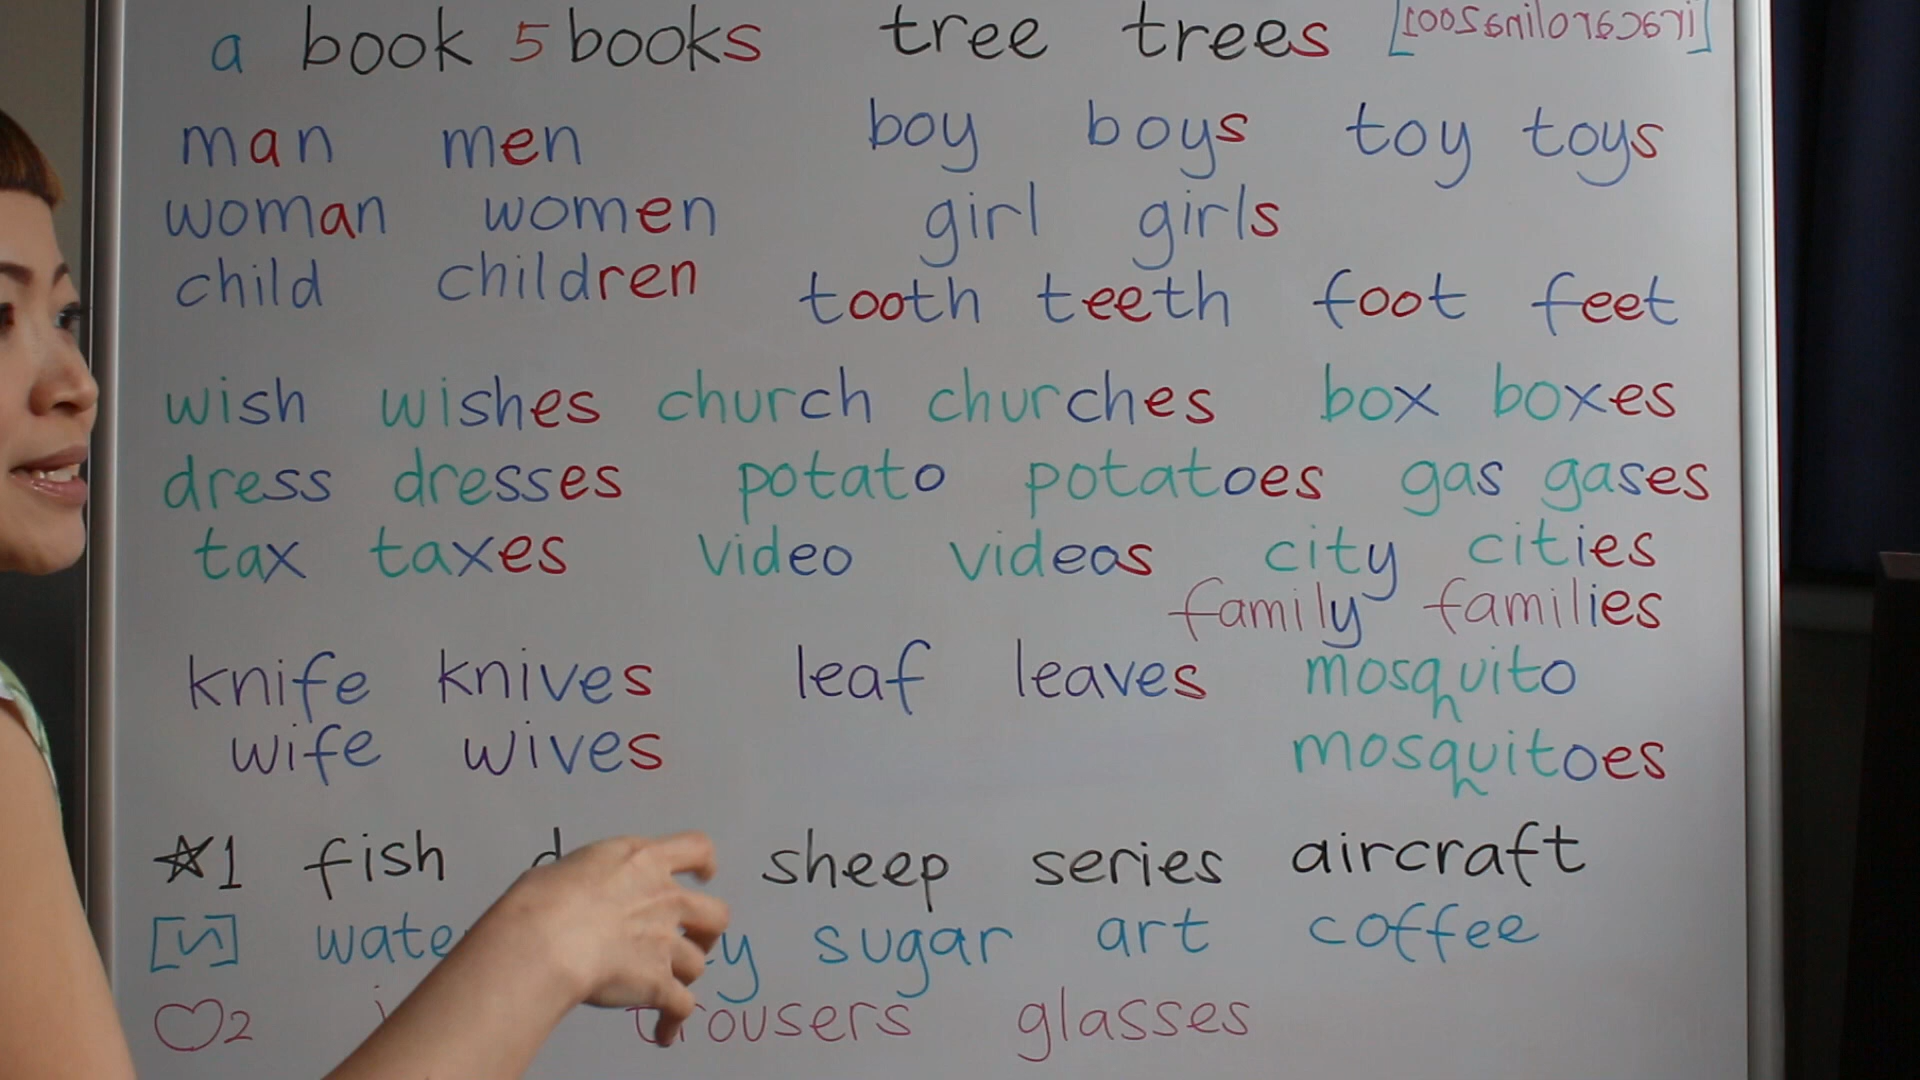 a book 5 books tree trees
man men boy boys toy toys
woman women girl girls
child children tooth teeth foot feet
wish wishes church churches box boxes
dress dresses potato potatoes gas gases
tax taxes video videos city cities
family families
knife knives leaf leaves mosquito
wife wives mosquitoes
☆1 fish sheep series aircraft
sugar art coffee
♡2 trousers glasses